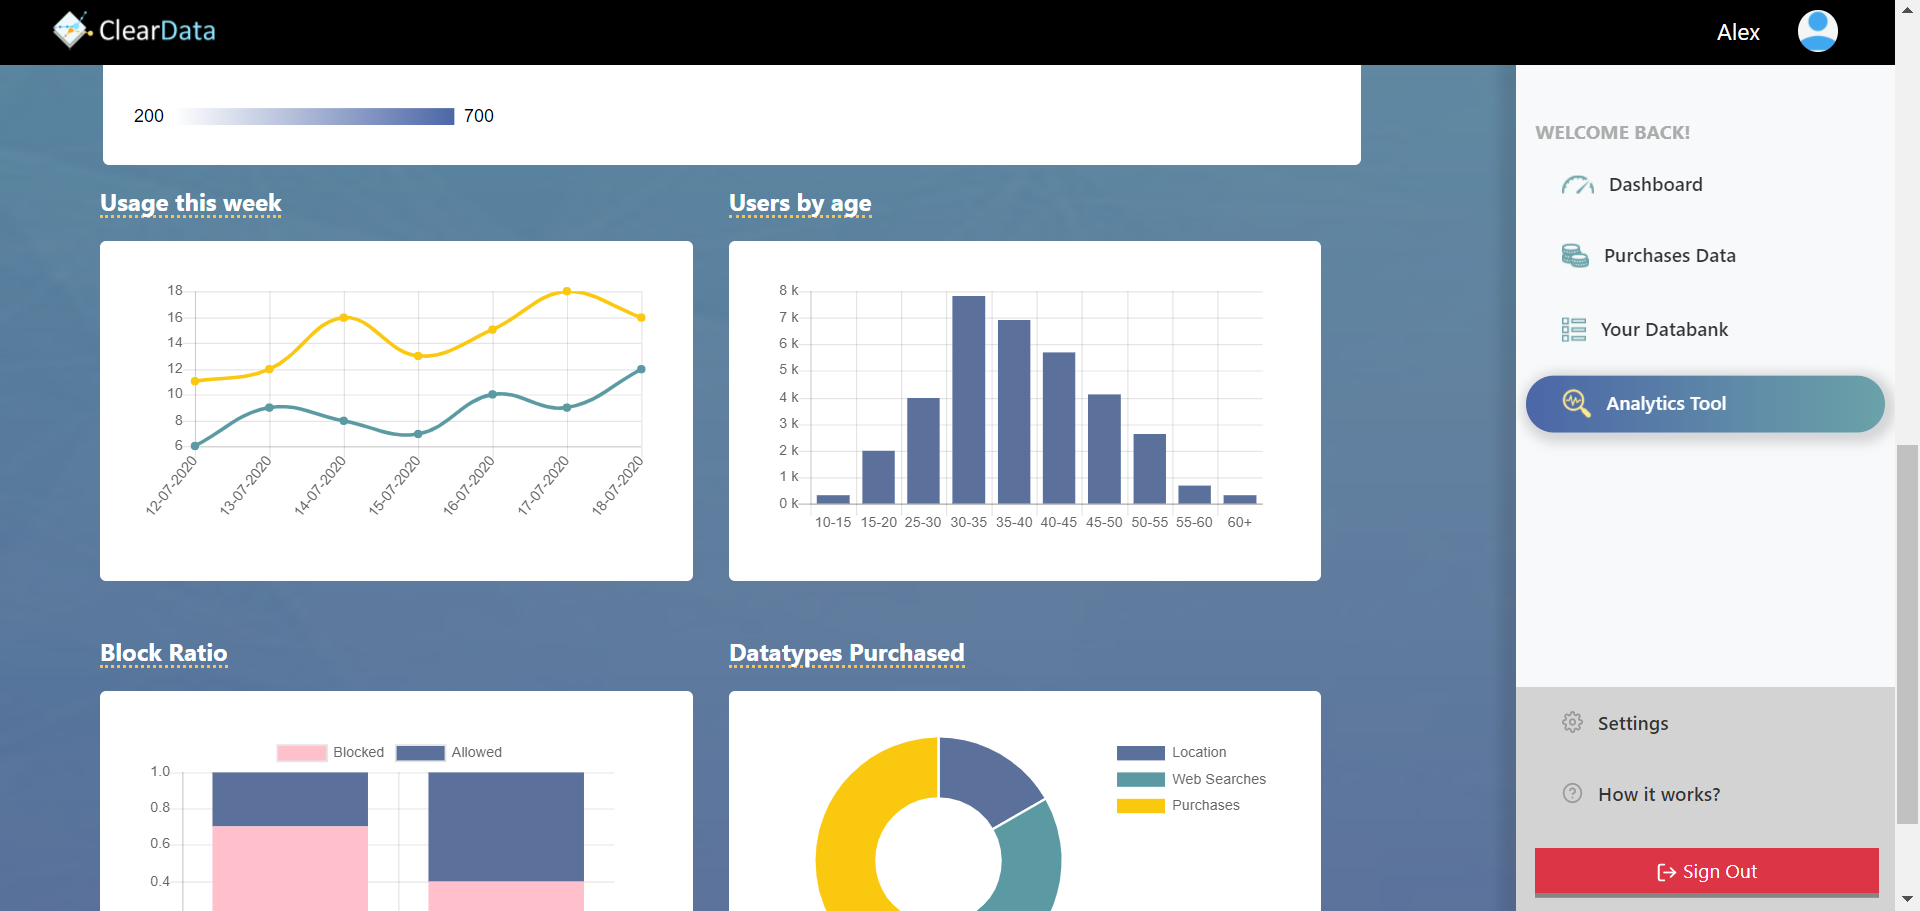 ClearData
Alex
200 700
Usage this week
18
16
14
12
10
8
6
12-07-2020 13-07-2020 14-07-2020 15-07-2020 16-07-2020 17-07-2020 18-07-2020
Users by age
8 k
7 k
6 k
5 k
4 k
3 k
2 k
1 k
0 k
10-15 15-20 25-30 30-35 35-40 40-45 45-50 50-55 55-60 60+
Block Ratio
Blocked Allowed
1.0
0.8
0.6
0.4
Datatypes Purchased
Location
Web Searches
Purchases
WELCOME BACK!
Dashboard
Purchases Data
Your Databank
Analytics Tool
Settings
How it works?
Sign Out